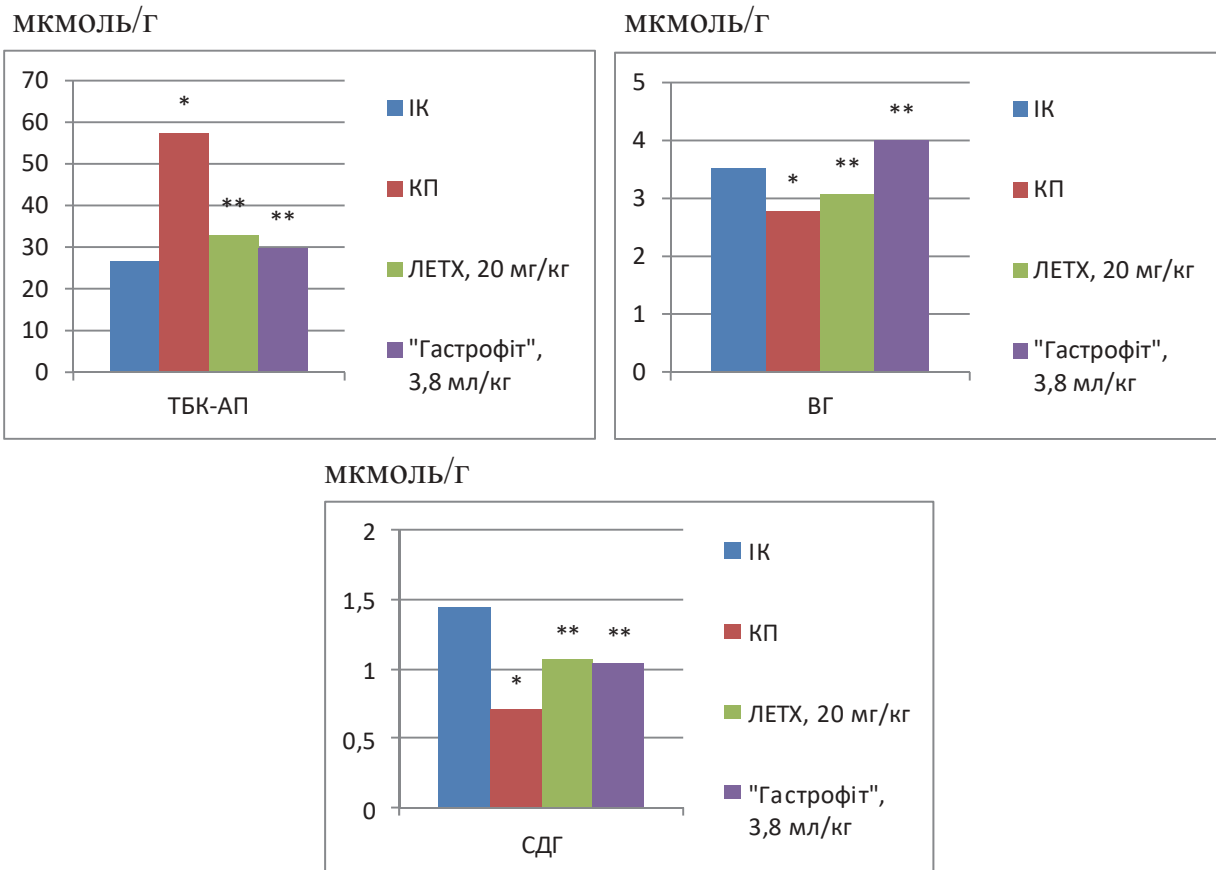 мкмоль/г
70
60
50
40
30
20
10
0
*
**
**
ТБК-АП
ІК
КП
ЛЕТХ, 20 мг/кг
"Гастрофіт",
3,8 мл/кг
мкмоль/г
5
4
3
2
1
0
*
**
**
ВГ
ІК
КП
ЛЕТХ, 20 мг/кг
"Гастрофіт",
3,8 мл/кг
мкмоль/г
2
1,5
1
0,5
0
*
**
**
СДГ
ІК
КП
ЛЕТХ, 20 мг/кг
"Гастрофіт",
3,8 мл/кг